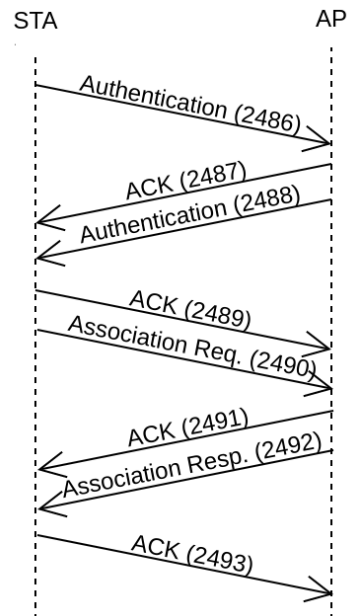 STA
AP
Authentication (2486)
ACK (2487)
Authentication (2488)
ACK (2489)
Association Req. (2490)
ACK (2491)
Association Resp. (2492)
ACK (2493)